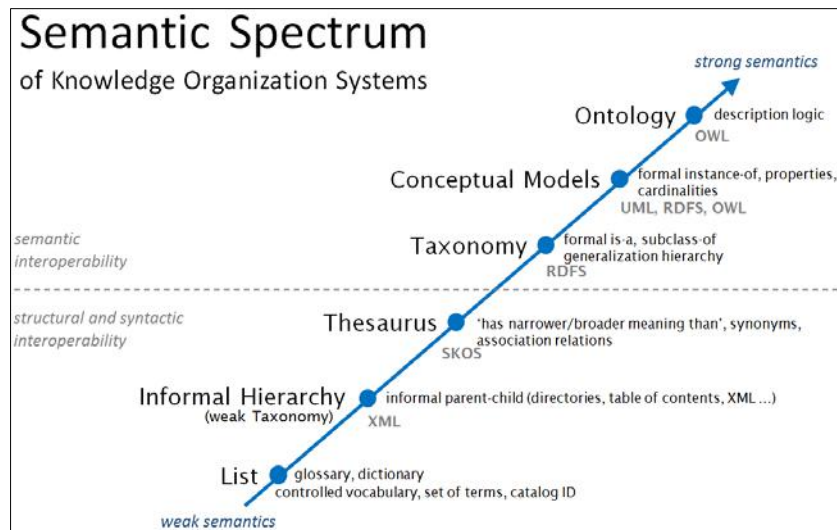 Semantic Spectrum
of Knowledge Organization Systems
strong semantics
Ontology
description logic
OWL
Conceptual Models
formal instance-of, properties,
cardinalities
UML, RDFS, OWL
semantic
interoperability
Taxonomy
formal is-a, subclass-of
generalization hierarchy
RDFS
structural and syntactic
interoperability
Thesaurus
'has narrower/broader meaning than', synonyms,
association relations
SKOS
Informal Hierarchy
(weak Taxonomy)
informal parent-child (directories, table of contents, XML ...)
XML
List
glossary, dictionary
controlled vocabulary, set of terms, catalog ID
weak semantics